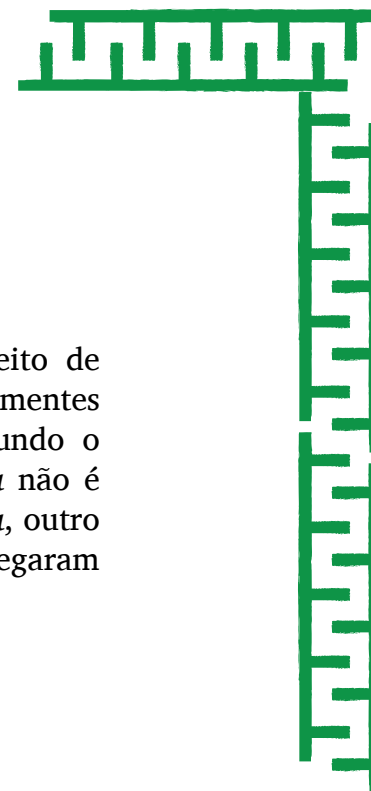 eito de
mentes
undo o
a não é
a, outro
egaram